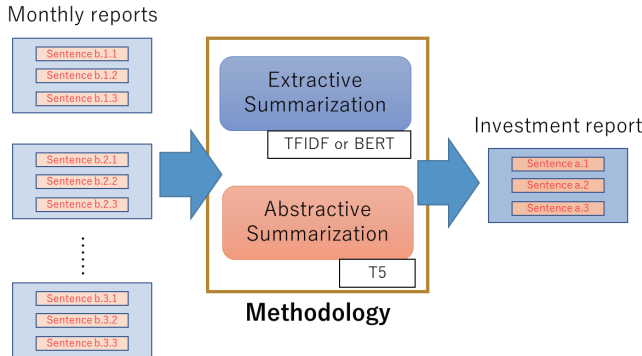 Monthly reports
Sentence b.1.1
Sentence b.1.2
Sentence b.1.3
Sentence b.2.1
Sentence b.2.2
Sentence b.2.3
Sentence b.3.1
Sentence b.3.2
Sentence b.3.3
Extractive
Summarization
TFIDF or BERT
Abstractive
Summarization
T5
Methodology
Investment report
Sentence a.1
Sentence a.2
Sentence a.3